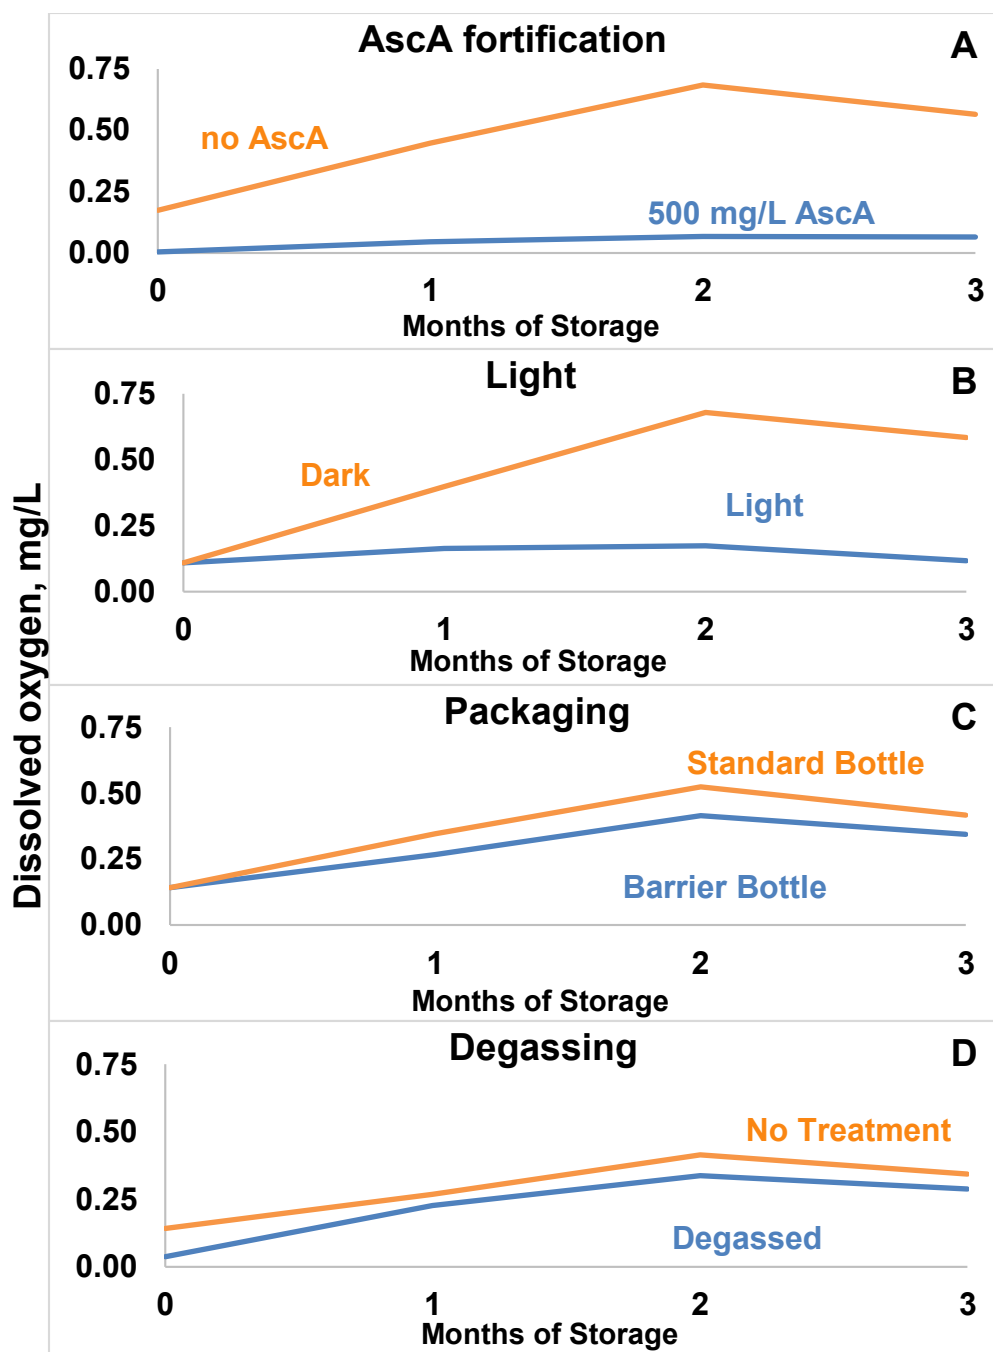 Dissolved oxygen, mg/L
AscA fortification
A
0.75
0.50
0.25
0.00
no AscA
500 mg/L AscA
0 1 2 3
Months of Storage
Light
B
0.75
0.50
0.25
0.00
Dark
Light
0 1 2 3
Months of Storage
Packaging
C
0.75
0.50
0.25
0.00
Standard Bottle
Barrier Bottle
0 1 2 3
Months of Storage
Degassing
D
0.75
0.50
0.25
0.00
No Treatment
Degassed
0 1 2 3
Months of Storage